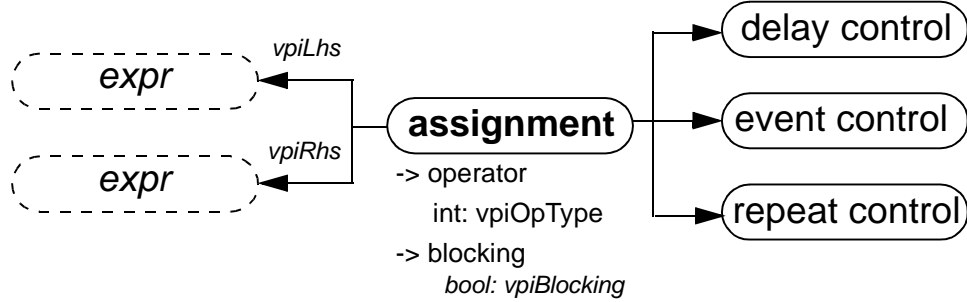 vpiLhs
expr
vpiRhs
expr
assignment
-> operator
int: vpiOpType
-> blocking
bool: vpiBlocking
delay control
event control
repeat control